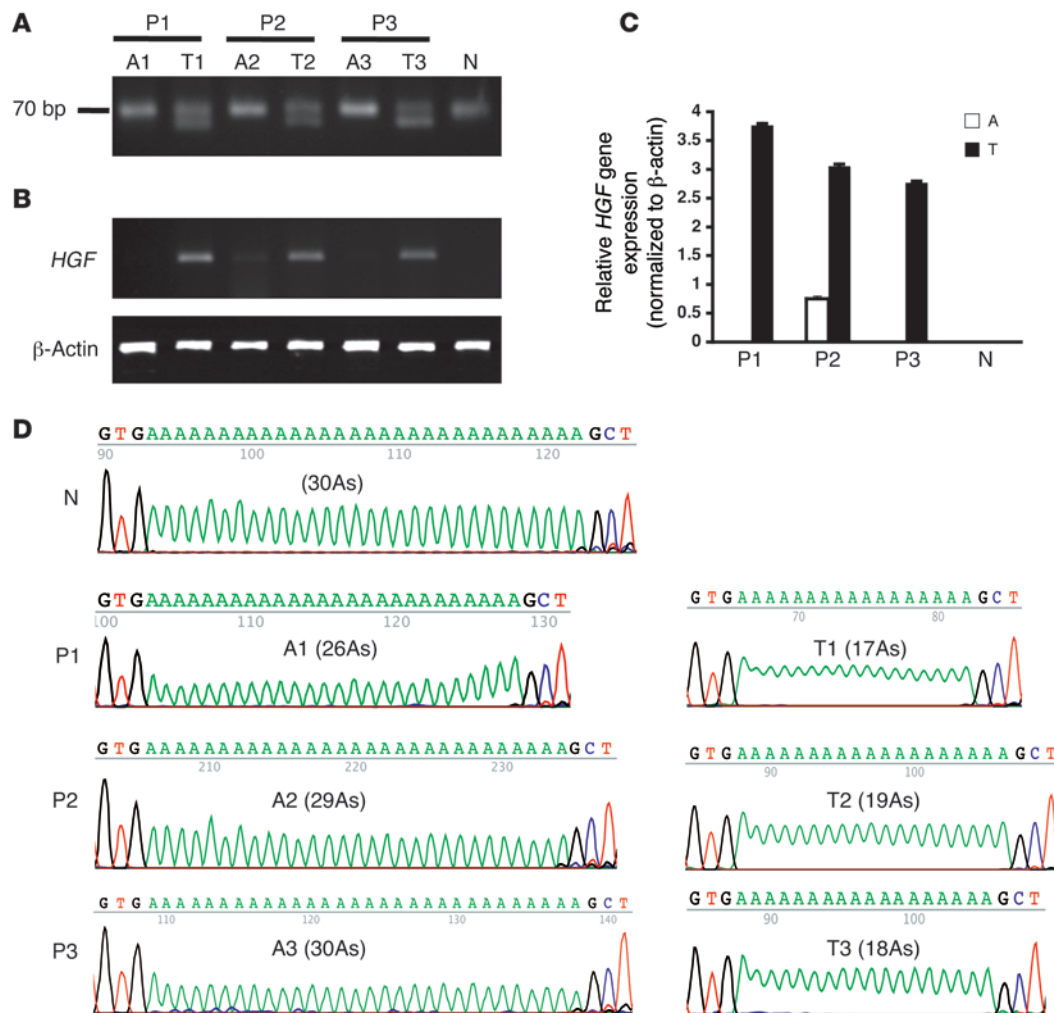 A
P1 P2 P3
A1 T1 A2 T2 A3 T3 N
70 bp
B
HGF
β-Actin
C
Relative HGF gene
expression
(normalized to β-actin)
4
3.5
3
2.5
2
1.5
1
0.5
0
A
T
P1 P2 P3 N
D
GTGAAAAAAAAAAAAAAAAAAAAAAAAAAAAAAGCT
90 100 110 120
N
(30As)
GTGAAAAAAAAAAAAAAAAAAAAAAAAAAGCT
100 110 120 130
P1
A1 (26As)
GTGAAAAAAAAAAAAAAAAAGCT
70 80
T1 (17As)
GTGAAAAAAAAAAAAAAAAAAAAAAAAAAAAAGCT
210 220 230
P2
A2 (29As)
GTGAAAAAAAAAAAAAAAAAAAGCT
90 100
T2 (19As)
GTGAAAAAAAAAAAAAAAAAAAAAAAAAAAAAAGCT
110 120 130 140
P3
A3 (30As)
GTGAAAAAAAAAAAAAAAAAAGCT
90 100
T3 (18As)